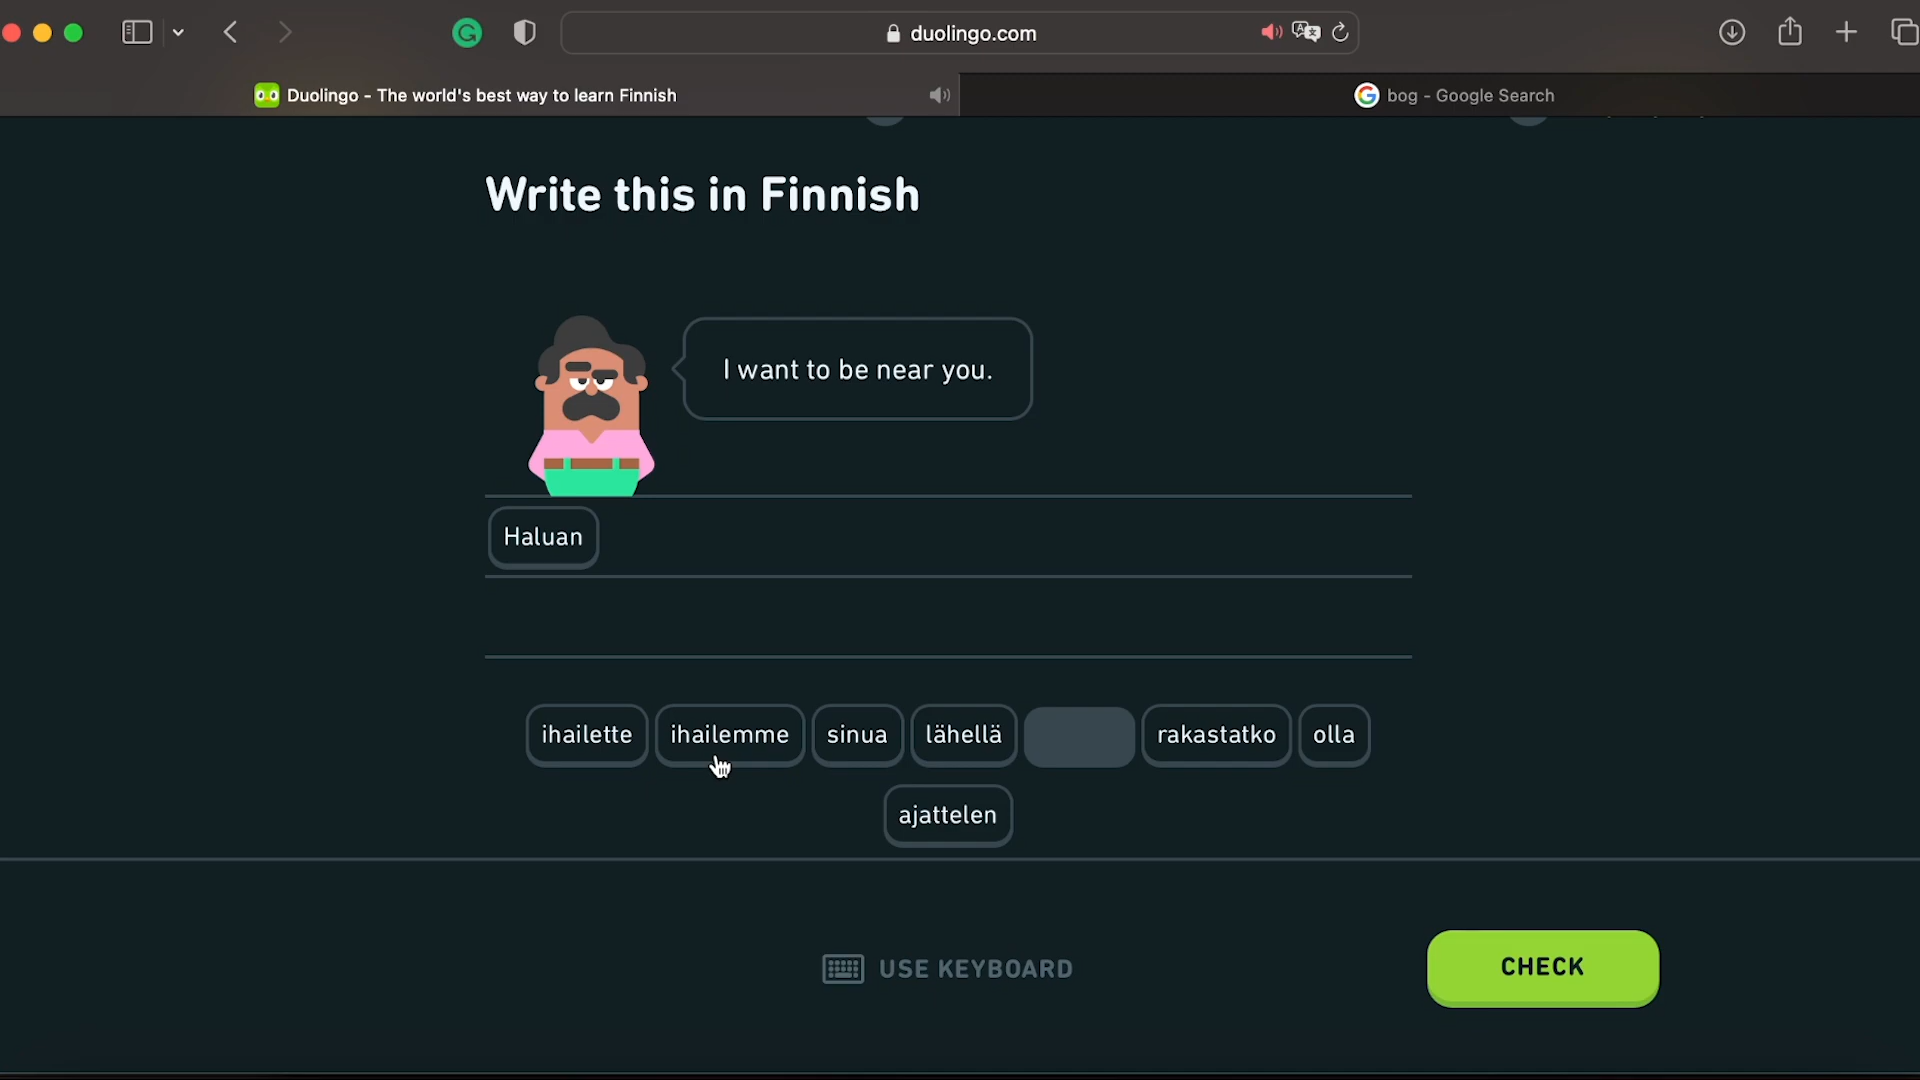 duolingo.com
Duolingo - The world's best way to learn Finnish
bog - Google Search
Write this in Finnish
I want to be near you.
Haluan
ihailette ihailemme sinua lähellä rakastatko olla
ajattelen
USE KEYBOARD
CHECK